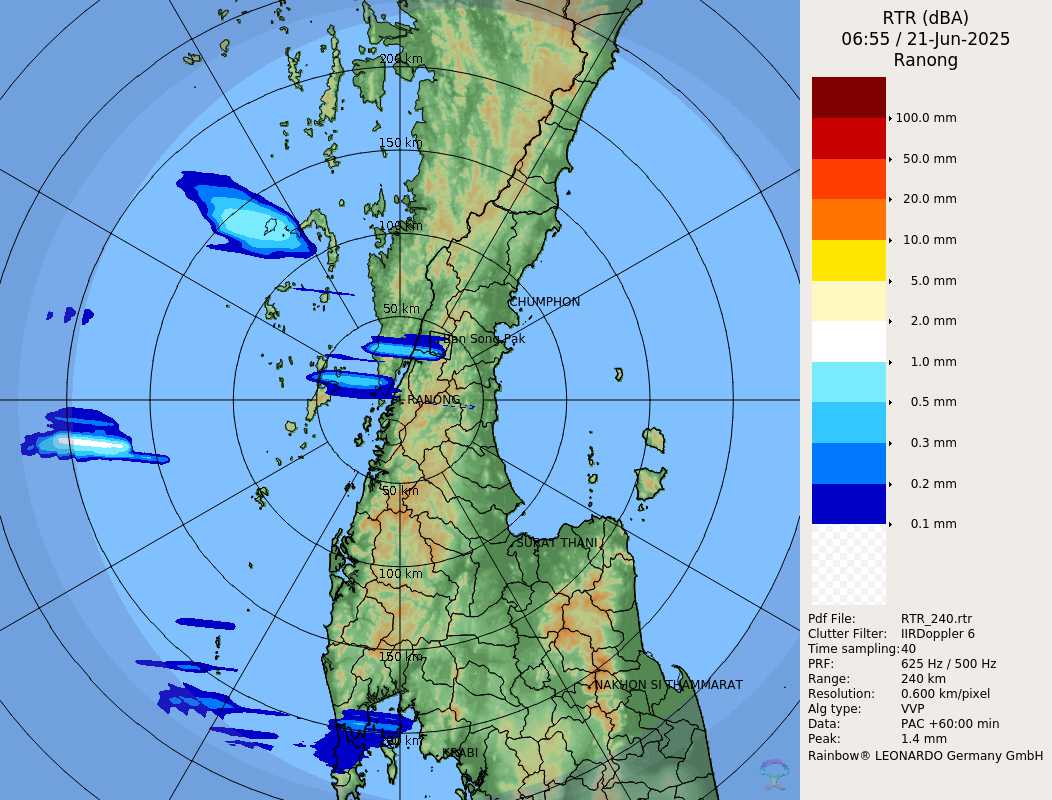 RTR (dBA)
06:55 / 21-Jun-2025
Ranong
200 km
150 km
100 km
50 km
CHUMPHON
Ban Song Pak
RANONG
50 km
SURAT THANI
100 km
150 km
NAKHON SI THAMMARAT
KRABI
100.0 mm
50.0 mm
20.0 mm
10.0 mm
5.0 mm
2.0 mm
1.0 mm
0.5 mm
0.3 mm
0.2 mm
0.1 mm
Pdf File: RTR_240.rtr
Clutter Filter: IIRDoppler 6
Time sampling:40
PRF: 625 Hz / 500 Hz
Range: 240 km
Resolution: 0.600 km/pixel
Alg type: VVP
Data: PAC +60:00 min
Peak: 1.4 mm
Rainbow® LEONARDO Germany GmbH